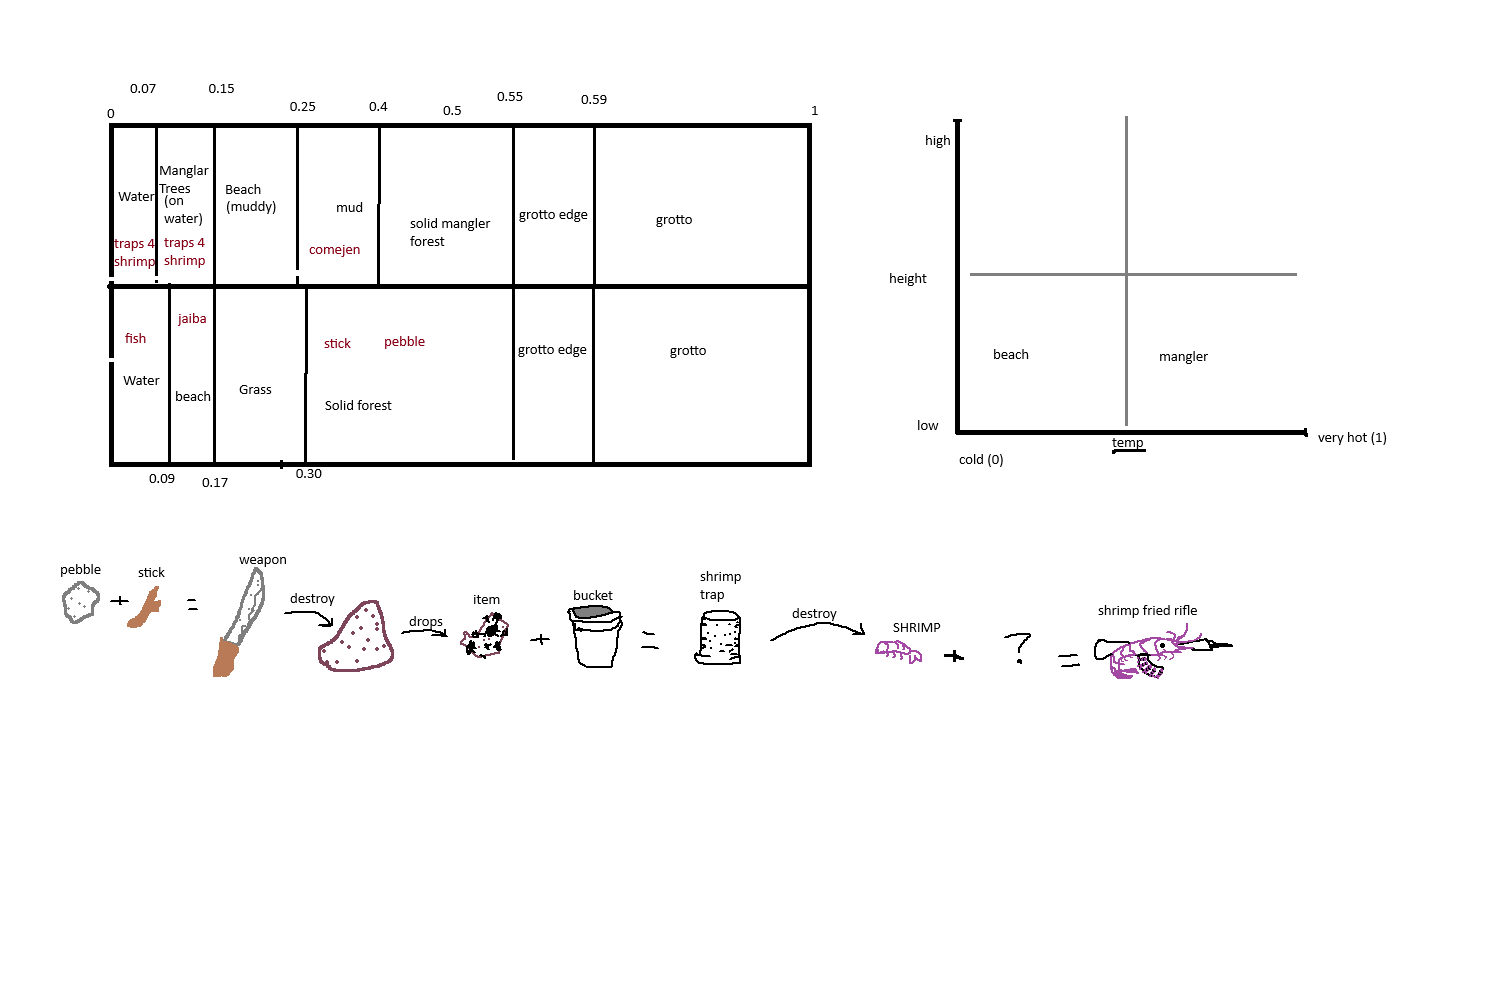 0
0.07
0.15
0.25
0.4
0.5
0.55
0.59
1
Water
traps 4
shrimp
Manglar
Trees
(on
water)
traps 4
shrimp
Beach
(muddy)
mud
comejen
solid mangler
forest
grotto edge
grotto
fish
Water
jaiba
beach
Grass
stick
pebble
Solid forest
grotto edge
grotto
0.09
0.17
0.30
high
height
low
beach
mangler
temp
cold (0)
very hot (1)
pebble
+
stick
=
weapon
destroy
drops
item
+
bucket
=
shrimp
trap
destroy
SHRIMP
+
?
=
shrimp fried rifle